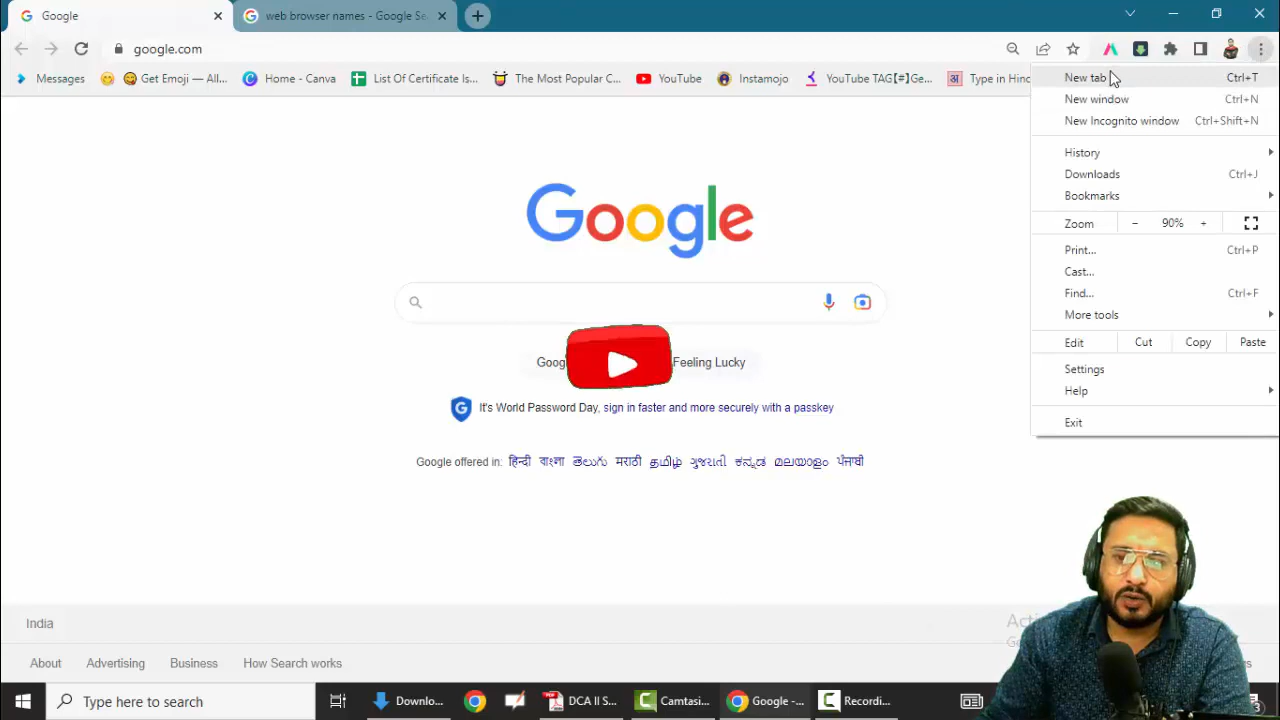 Google
web browser names - Google Se
google.com
Messages
Get Emoji — All...
Home - Canva
List Of Certificate Is...
The Most Popular C...
YouTube
Instamojo
YouTube TAG【#】Ge...
अ
Type in Hind
New tab Ctrl+T
New window Ctrl+N
New Incognito window Ctrl+Shift+N
History
Downloads Ctrl+J
Bookmarks
Zoom − 90% +
Print... Ctrl+P
Cast...
Find... Ctrl+F
More tools
Edit Cut Copy Paste
Settings
Help
Exit
Google
Goog Feeling Lucky
It's World Password Day, sign in faster and more securely with a passkey
Google offered in: हिन्दी বাংলা తెలుగు मराठी தமிழ் ગુજરાતી ಕನ್ನಡ മലയാളം ਪੰਜਾਬੀ
India
About Advertising Business How Search works
Type here to search
Downlo...
DCA II S...
Camtasi...
Google -...
Recordi...